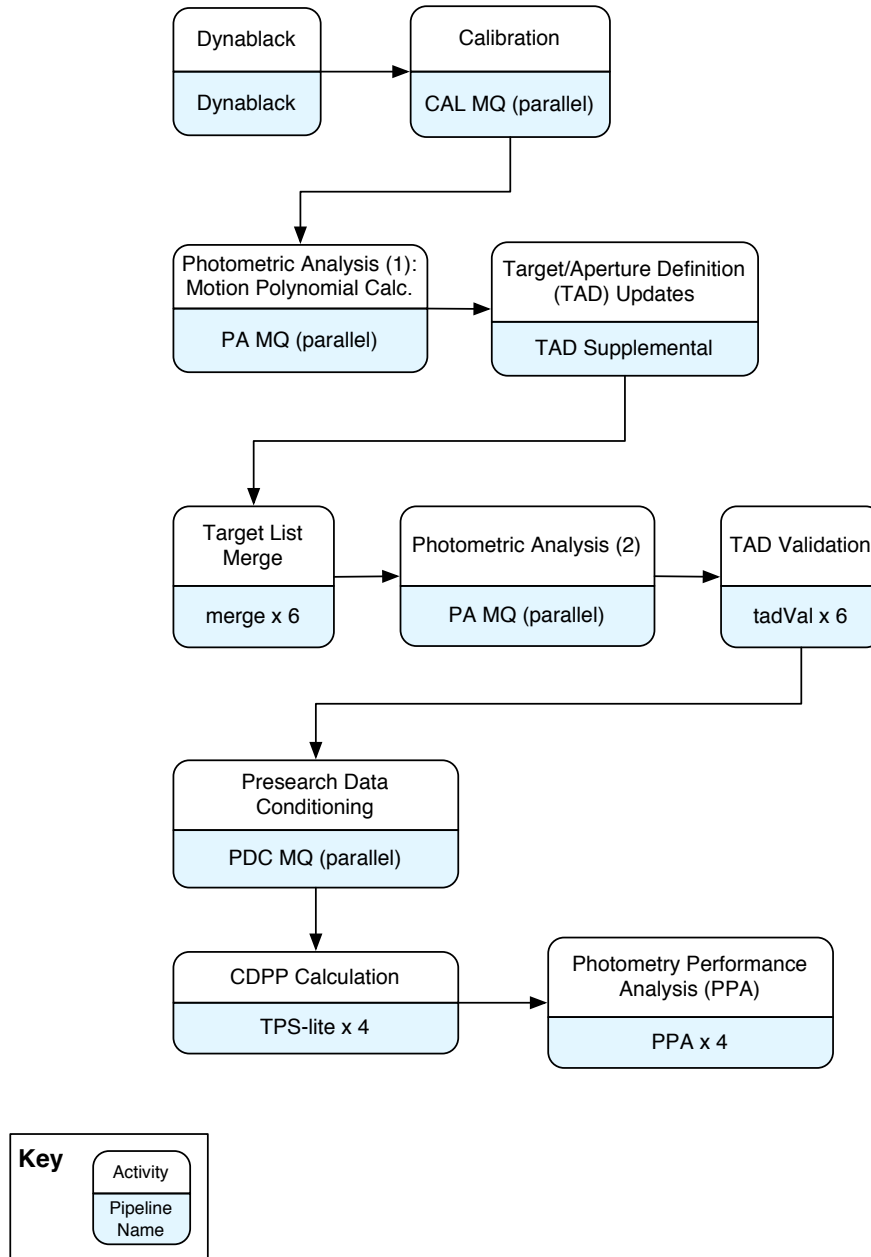 Dynablack
Dynablack
Calibration
CAL MQ (parallel)
Photometric Analysis (1):
Motion Polynomial Calc.
PA MQ (parallel)
Target/Aperture Definition
(TAD) Updates
TAD Supplemental
Target List
Merge
merge x 6
Photometric Analysis (2)
PA MQ (parallel)
TAD Validation
tadVal x 6
Presearch Data
Conditioning
PDC MQ (parallel)
CDPP Calculation
TPS-lite x 4
Photometry Performance
Analysis (PPA)
PPA x 4
Key
Activity
Pipeline
Name